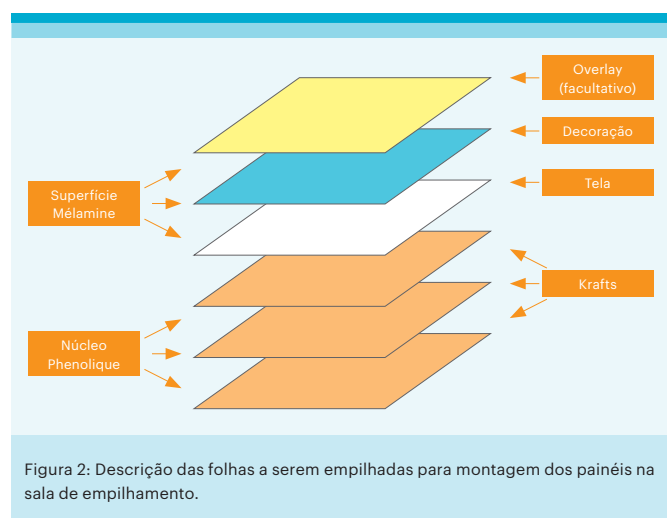 Overlay
(facultativo)
Decoração
Tela
Superfície
Mélamine
Krafts
Núcleo
Phenolique
Figura 2: Descrição das folhas a serem empilhadas para montagem dos painéis na
sala de empilhamento.